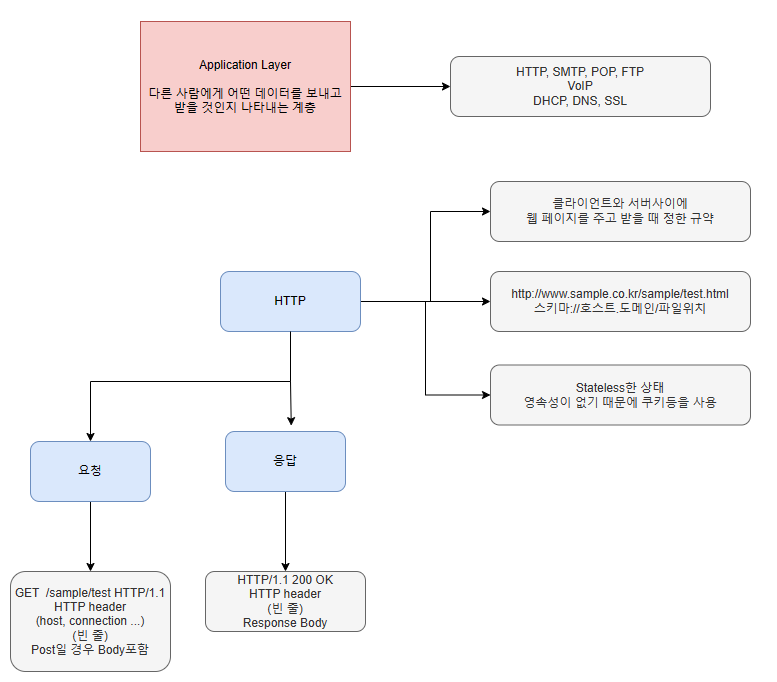 Application Layer
다른 사람에게 어떤 데이터를 보내고
받을 것인지 나타내는 계층
HTTP, SMTP, POP, FTP
VoIP
DHCP, DNS, SSL
클라이언트와 서버사이에
웹 페이지를 주고 받을 때 정한 규약
HTTP
http://www.sample.co.kr/sample/test.html
스키마://호스트.도메인/파일위치
Stateless한 상태
영속성이 없기 때문에 쿠키등을 사용
요청
응답
GET  /sample/test HTTP/1.1
HTTP header
(host, connection ...)
(빈 줄)
Post일 경우 Body포함
HTTP/1.1 200 OK
HTTP header
(빈 줄)
Response Body